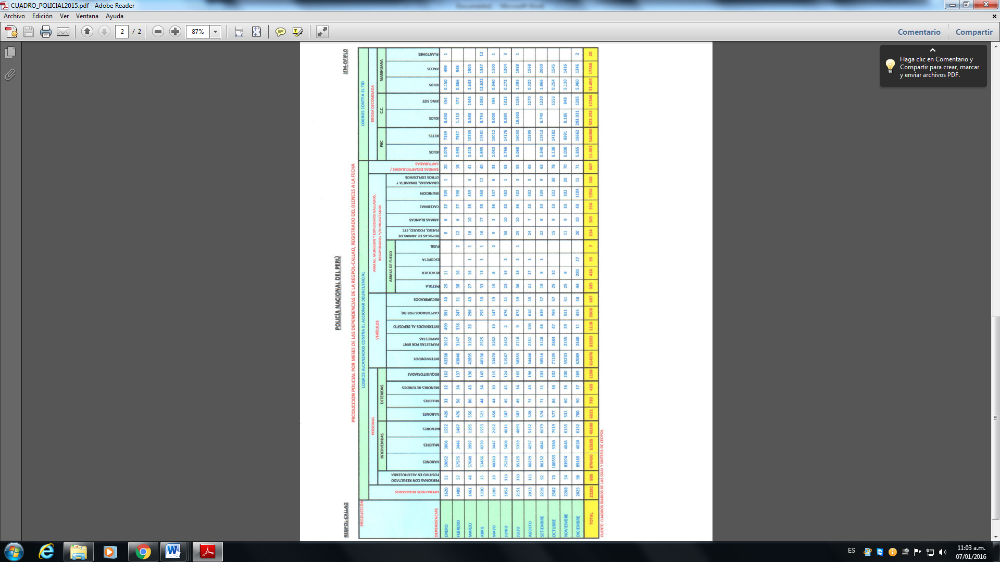 CUADRO_POLICIAL2015.pdf - Adobe Reader
Archivo Edición Ver Ventana Ayuda
2 / 2 87% Comentario Compartir
Haga clic en Comentario y
Compartir para crear, marcar
y enviar archivos PDF.
REGPOL-CALLAO POLICÍA NACIONAL DEL PERÚ JEM-OFIPLO
PRODUCCION POLICIAL POR MESES DE LAS DEPENDENCIAS DE LA REGPOL-CALLAO, REGISTRADO DEL 01ENE15 A LA FECHA
PRODUCCIÓN LOGROS ALCANZADOS CONTRA EL ACCIONAR DELINCUENCIAL LOGROS CONTRA EL TID
PERSONAS VEHÍCULOS ARMAS, MUNICION Y EXPLOSIVOS HALLADOS, RECUPERADOS Y/O INCAUTADOS DROGA DECOMISADA
INTERVENIDAS DETENIDAS ARMAS DE FUEGO PBC C.C. MARIHUANA
DEPENDENCIAS OPERATIVOS REALIZADOS PERSONAS CON RESULTADO POSITIVO EN ALCOHOLEMIA VARONES MUJERES MENORES VARONES MUJERES MENORES RETENIDOS REQUISITORIADAS INTERVENIDOS PAPELETAS POR IRNT IMPUESTAS INTERNADOS AL DEPOSITO CAPTURADOS POR RQ RECUPERADOS PISTOLA REVOLVER ESCOPETA FUSIL REPLICAS DE ARMAS DE FUEGO, FOGUEO, ETC ARMAS BLANCAS CACERINAS MUNICION GRANADAS, DINAMITA Y OTROS EXPLOSIVOS BANDAS DESARTICULADAS / CAPTURADAS KILOS KETES KILOS KING SIZE KILOS PACOS PLANTONES
ENERO 1620 51 59052 3806 1552 426 33 32 162 43338 3012 499 391 40 25 11 8 6 22 209 1 20 0.070 7189 0.430 354 0.150 499 1
FEBRERO 1489 57 57575 3446 1487 476 56 24 137 43846 3147 336 247 61 38 10 2 12 6 27 298 18 0.593 7937 1.110 477 0.866 948
MARZO 1461 48 57640 3997 1195 556 80 43 190 42895 3102 26 296 43 27 16 1 1 16 10 28 459 4 41 0.410 10335 0.588 1446 2.633 1905
ABRIL 1330 25 53456 4239 1553 521 44 34 145 40136 2525 255 50 33 13 1 1 16 17 28 568 12 40 0.695 11581 0.754 1080 12.622 1347 12
MAYO 1285 20 48263 3447 2152 458 44 30 115 33470 2282 10 147 59 19 8 2 9 3 26 347 6 33 2.052 10012 0.008 395 0.040 1100 1
JUNIO 1852 116 75210 5408 4011 587 45 45 124 51547 2452 2 676 41 23 19 2 36 10 20 483 1 53 0.766 14176 0.890 1323 0.272 1304 3
JULIO 2151 163 85125 5359 4893 587 49 34 165 58355 2718 9 872 59 36 18 2 1 25 10 36 423 3 55 0.060 16033 18.655 1185 1.395 1988 1
AGOSTO 2013 111 80279 4257 5152 528 72 43 196 54446 2331 103 610 45 21 17 1 24 7 23 602 5 65 13895 1170 0.325 1568
SETIEMBRE 2216 92 86152 4841 6079 574 71 51 203 58516 3128 46 639 37 19 8 1 22 8 20 339 9 63 0.340 11913 6.740 1230 1.866 2600
OCTUBRE 2582 70 100555 5360 7919 577 86 36 202 71105 2683 47 769 67 25 10 15 9 23 222 30 78 0.130 14182 1553 0.254 1545
NOVIEMBRE 2268 54 83974 4645 6155 531 60 26 200 55233 2335 29 551 61 25 8 11 9 20 302 20 70 0.030 8991 0.186 848 5.110 1416
DICIEMBRE 2025 98 89169 4030 6152 700 90 37 269 62089 2640 11 455 44 44 280 27 20 10 43 1104 15 71 5.855 18662 293.931 1285 5.960 1346 2
TOTAL 22292 905 876450 52835 48300 6521 730 435 2108 614976 32355 1118 5908 607 335 418 35 7 214 105 316 5356 106 607 11.001 144906 323.292 12346 31.493 17566 20
FUENTE: CUADROS DIARIOS DE LAS SSUU Y SINTESIS DE CEOPOL.
ES 11:03 a.m.
07/01/2016